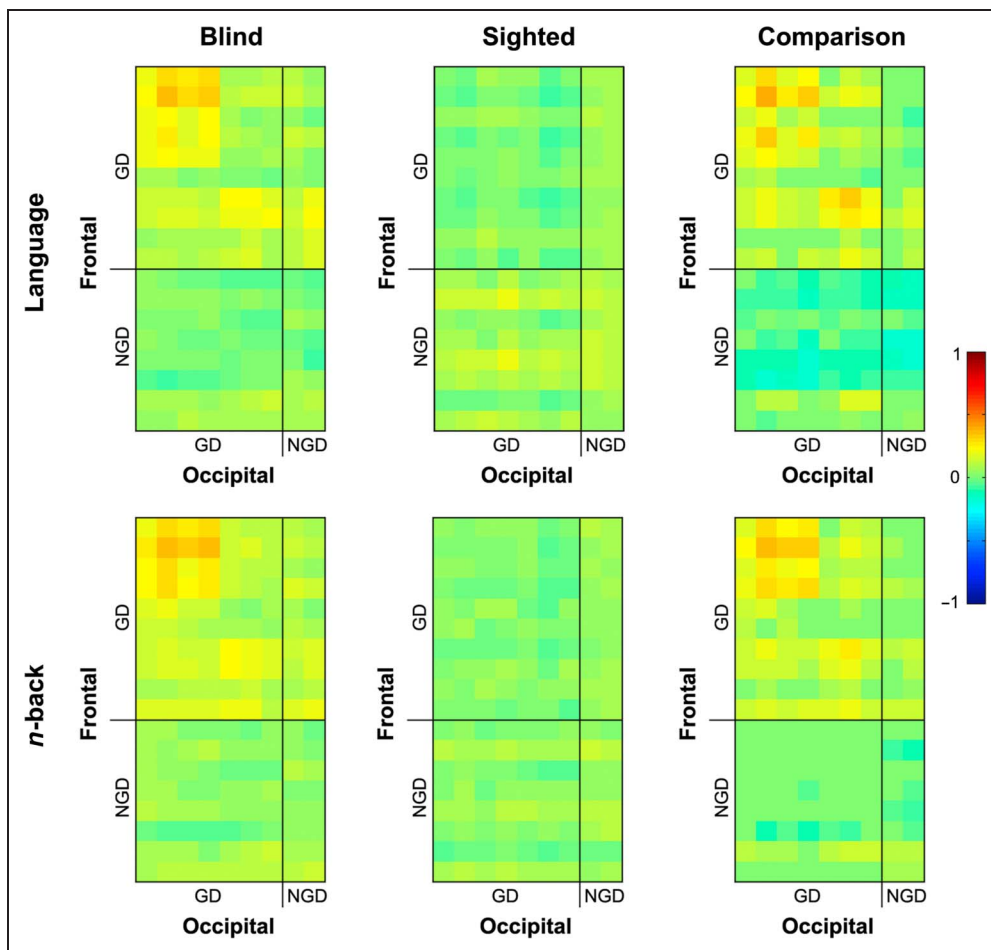 Blind
Sighted
Comparison
Language
Frontal
GD
NGD
GD
NGD
Occipital
Frontal
GD
NGD
GD
NGD
Occipital
Frontal
GD
NGD
GD
NGD
Occipital
1
0
−1
n-back
Frontal
GD
NGD
GD
NGD
Occipital
Frontal
GD
NGD
GD
NGD
Occipital
Frontal
GD
NGD
GD
NGD
Occipital